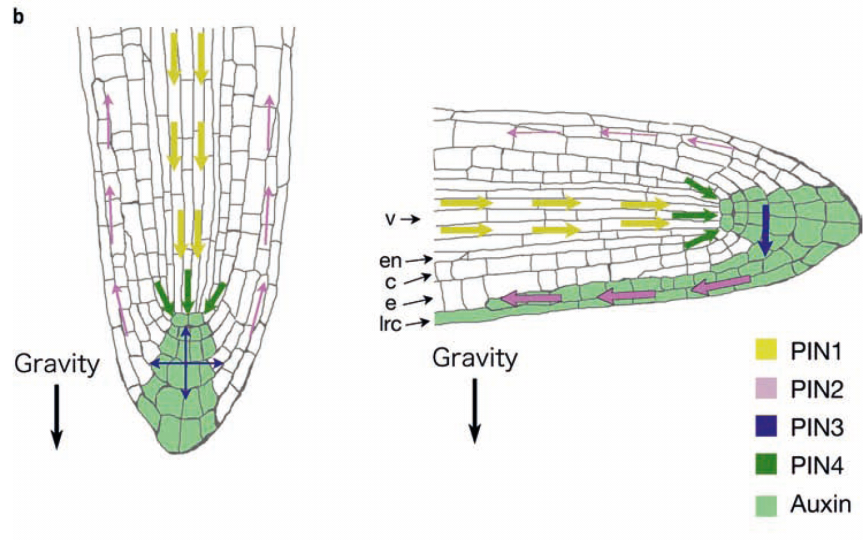 b
Gravity
v
en
c
e
lrc
Gravity
PIN1
PIN2
PIN3
PIN4
Auxin